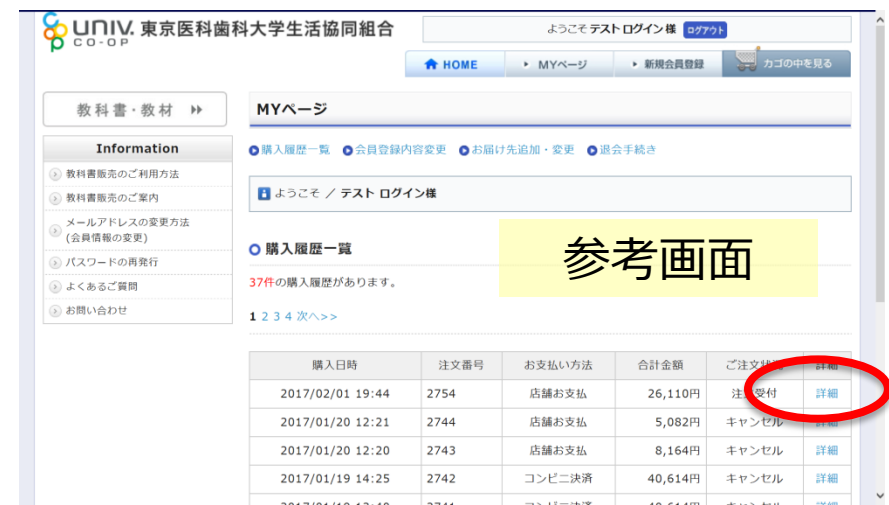 UNIV. 東京医科歯科大学生活協同組合
CO-OP
ようこそ テスト ログイン 様 ログアウト
HOME
MYページ
新規会員登録
カゴの中を見る
教科書・教材
Information
教科書販売のご利用方法
教科書販売のご案内
メールアドレスの変更方法
(会員情報の変更)
パスワードの再発行
よくあるご質問
お問い合わせ
MYページ
購入履歴一覧 会員登録内容変更 お届け先追加・変更 退会手続き
ようこそ ／ テスト ログイン様
参考画面
購入履歴一覧
37件の購入履歴があります。
1 2 3 4 次へ>>
購入日時 注文番号 お支払い方法 合計金額 ご注文状況 詳細
2017/02/01 19:44 2754 店舗お支払 26,110円 注文受付 詳細
2017/01/20 12:21 2744 店舗お支払 5,082円 キャンセル 詳細
2017/01/20 12:20 2743 店舗お支払 8,164円 キャンセル 詳細
2017/01/19 14:25 2742 コンビニ決済 40,614円 キャンセル 詳細